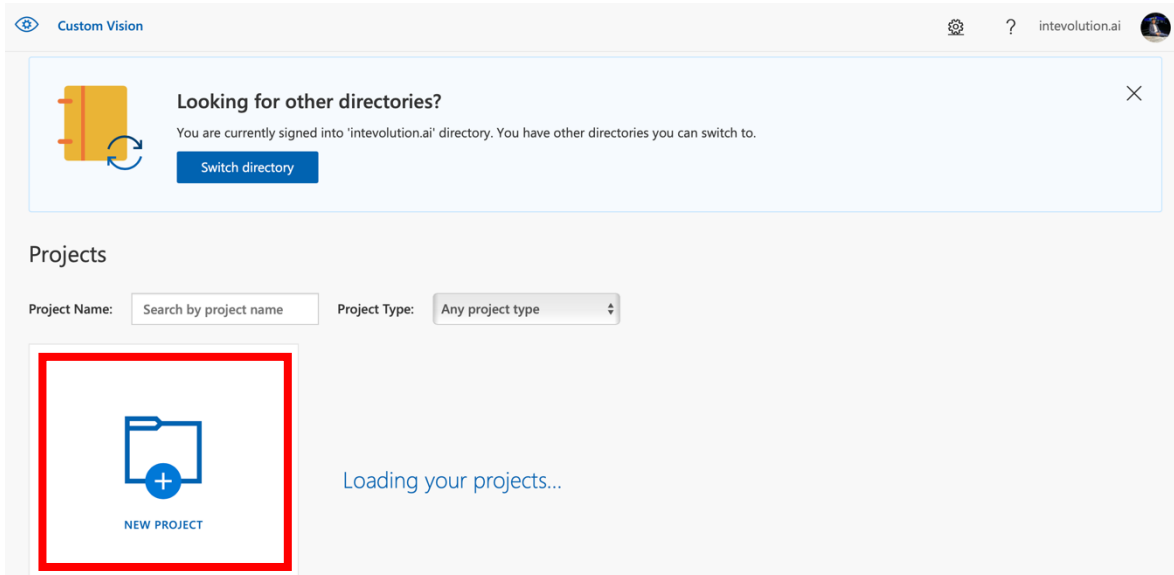 Custom Vision
? intevolution.ai
Looking for other directories?
You are currently signed into 'intevolution.ai' directory. You have other directories you can switch to.
Switch directory
Projects
Project Name: Search by project name Project Type: Any project type
NEW PROJECT
Loading your projects...